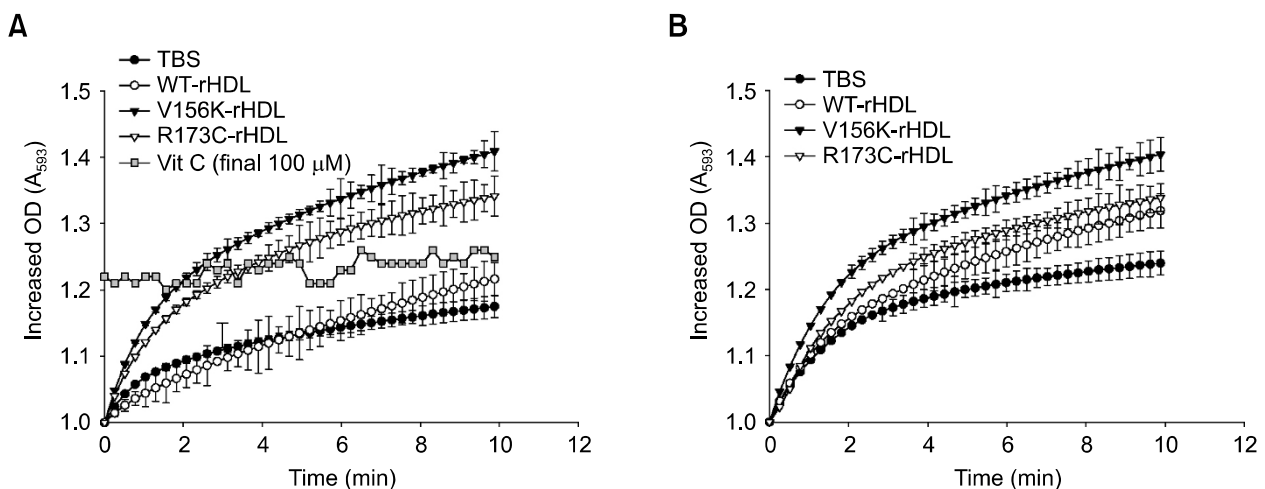 A
TBS
WT-rHDL
V156K-rHDL
R173C-rHDL
Vit C (final 100 μM)
Increased OD (A593)
1.5
1.4
1.3
1.2
1.1
1.0
0 2 4 6 8 10 12
Time (min)
B
TBS
WT-rHDL
V156K-rHDL
R173C-rHDL
Increased OD (A593)
1.5
1.4
1.3
1.2
1.1
1.0
0 2 4 6 8 10 12
Time (min)